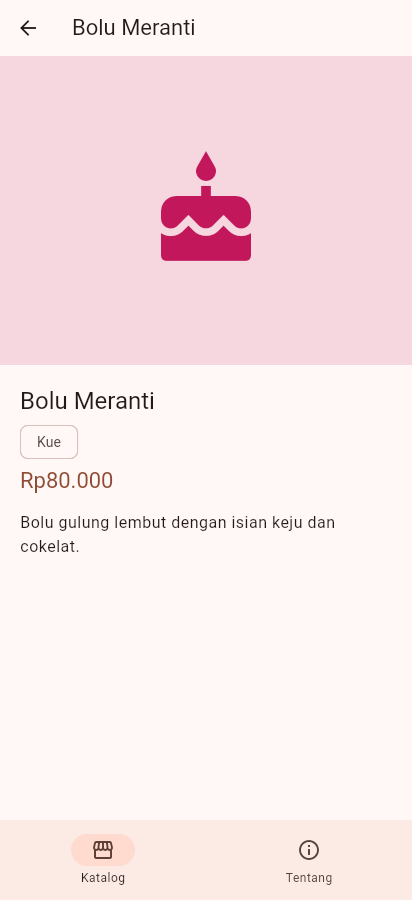 Bolu Meranti
Bolu Meranti
Kue
Rp80.000
Bolu gulung lembut dengan isian keju dan
cokelat.
Katalog
Tentang